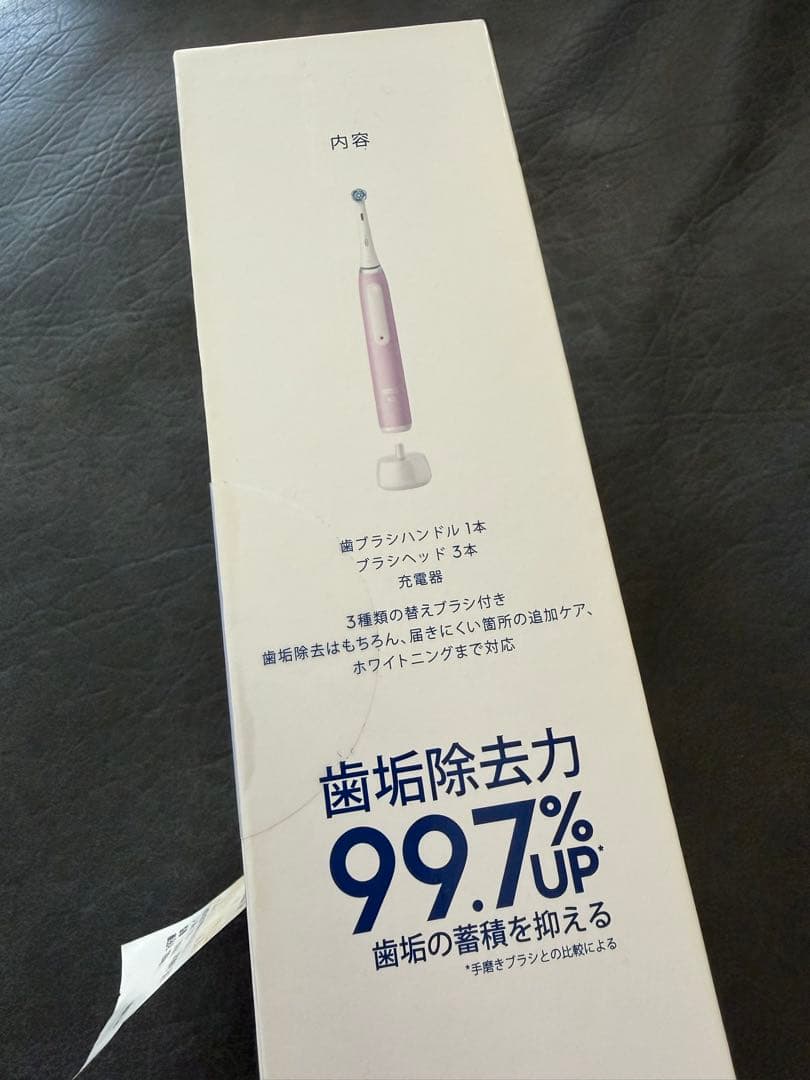 内容
歯ブラシハンドル 1本
ブラシヘッド 3本
充電器
3種類の替えブラシ付き
歯垢除去はもちろん、届きにくい箇所の追加ケア、
ホワイトニングまで対応
歯垢除去力
99.7%UP*
歯垢の蓄積を抑える
*手磨きブラシとの比較による